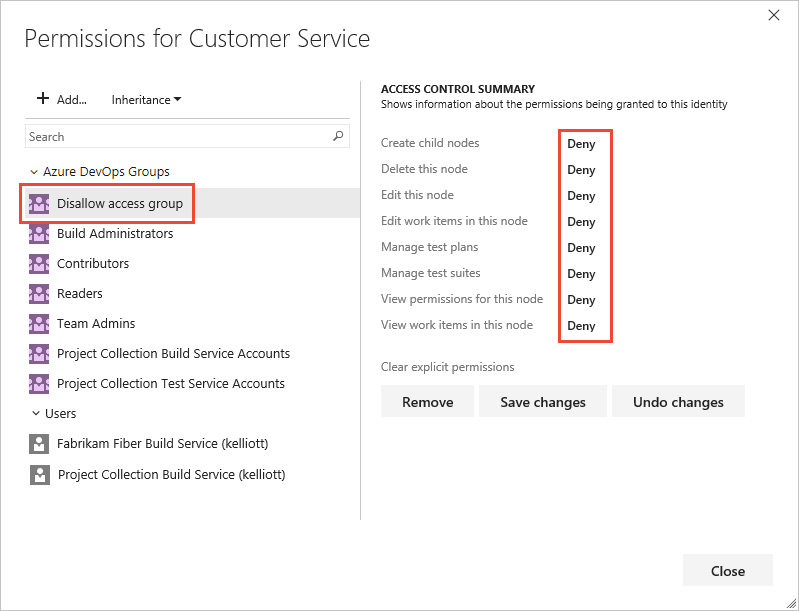 Permissions for Customer Service
Add...
Inheritance
Search
Azure DevOps Groups
Disallow access group
Build Administrators
Contributors
Readers
Team Admins
Project Collection Build Service Accounts
Project Collection Test Service Accounts
Users
Fabrikam Fiber Build Service (kelliott)
Project Collection Build Service (kelliott)
ACCESS CONTROL SUMMARY
Shows information about the permissions being granted to this identity
Create child nodes Deny
Delete this node Deny
Edit this node Deny
Edit work items in this node Deny
Manage test plans Deny
Manage test suites Deny
View permissions for this node Deny
View work items in this node Deny
Clear explicit permissions
Remove Save changes Undo changes
Close